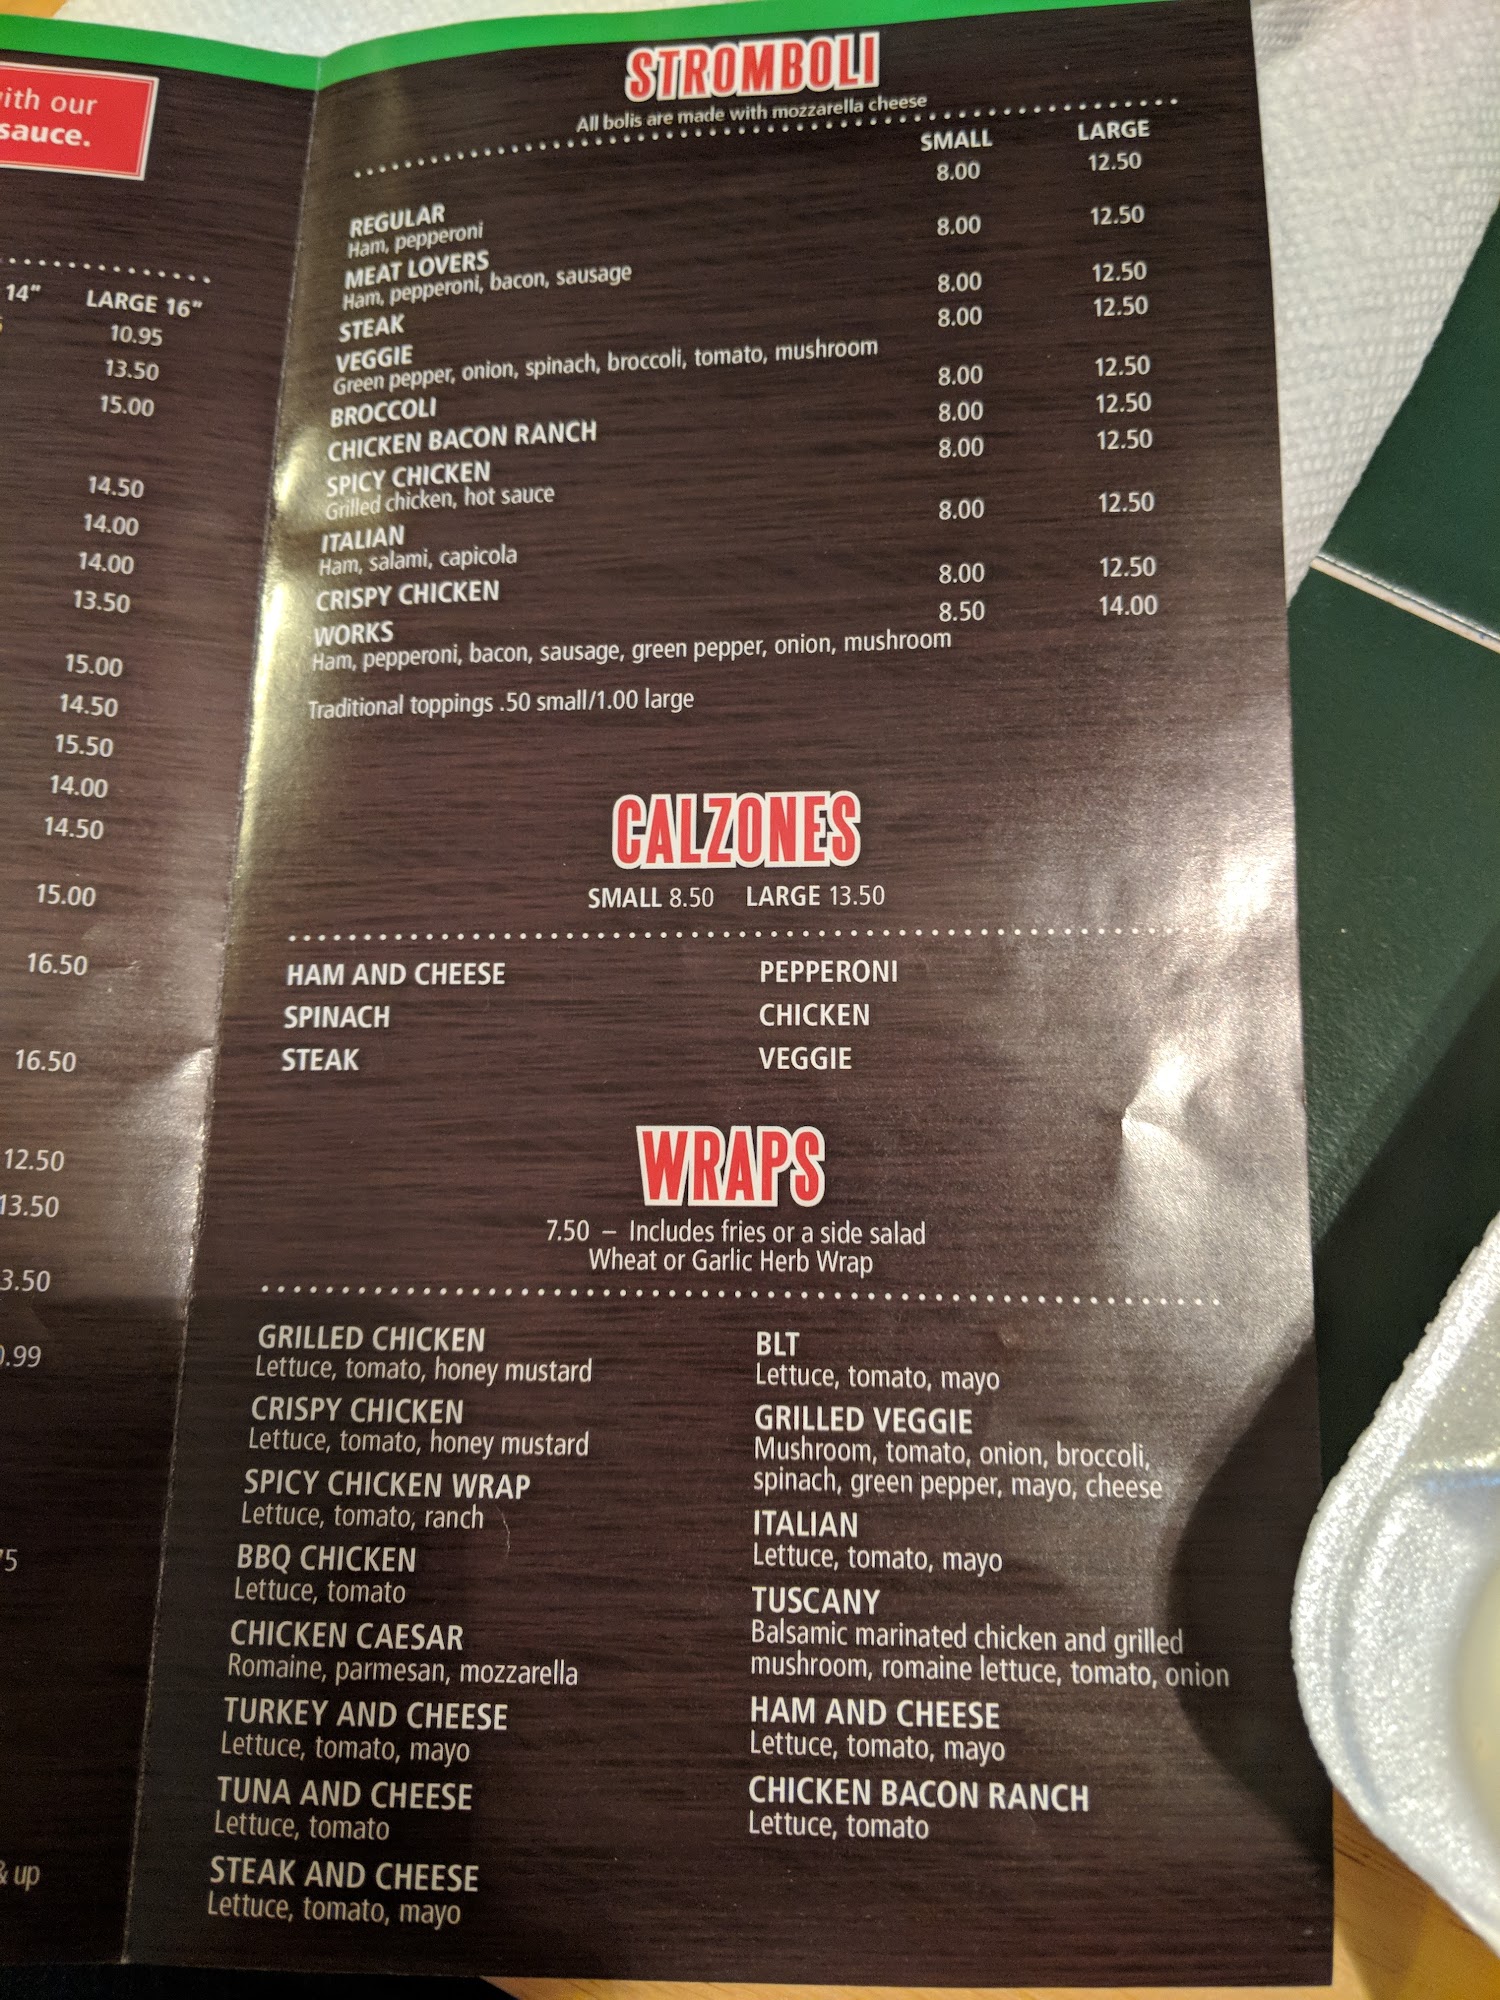 with our
sauce.
14" LARGE 16"
10.95
13.50
15.00
14.50
14.00
14.00
13.50
15.00
14.50
15.50
14.00
14.50
15.00
16.50
16.50
12.50
13.50
3.50
.99
75
& up
STROMBOLI
All bolis are made with mozzarella cheese
SMALL LARGE
REGULAR 8.00 12.50
Ham, pepperoni
MEAT LOVERS 8.00 12.50
Ham, pepperoni, bacon, sausage
STEAK 8.00 12.50
VEGGIE 8.00 12.50
Green pepper, onion, spinach, broccoli, tomato, mushroom
BROCCOLI 8.00 12.50
CHICKEN BACON RANCH 8.00 12.50
SPICY CHICKEN 8.00 12.50
Grilled chicken, hot sauce
ITALIAN 8.00 12.50
Ham, salami, capicola
CRISPY CHICKEN 8.00 12.50
WORKS 8.50 14.00
Ham, pepperoni, bacon, sausage, green pepper, onion, mushroom
Traditional toppings .50 small/1.00 large
CALZONES
SMALL 8.50 LARGE 13.50
HAM AND CHEESE
SPINACH
STEAK
PEPPERONI
CHICKEN
VEGGIE
WRAPS
7.50 – Includes fries or a side salad
Wheat or Garlic Herb Wrap
GRILLED CHICKEN
Lettuce, tomato, honey mustard
CRISPY CHICKEN
Lettuce, tomato, honey mustard
SPICY CHICKEN WRAP
Lettuce, tomato, ranch
BBQ CHICKEN
Lettuce, tomato
CHICKEN CAESAR
Romaine, parmesan, mozzarella
TURKEY AND CHEESE
Lettuce, tomato, mayo
TUNA AND CHEESE
Lettuce, tomato
STEAK AND CHEESE
Lettuce, tomato, mayo
BLT
Lettuce, tomato, mayo
GRILLED VEGGIE
Mushroom, tomato, onion, broccoli,
spinach, green pepper, mayo, cheese
ITALIAN
Lettuce, tomato, mayo
TUSCANY
Balsamic marinated chicken and grilled
mushroom, romaine lettuce, tomato, onion
HAM AND CHEESE
Lettuce, tomato, mayo
CHICKEN BACON RANCH
Lettuce, tomato